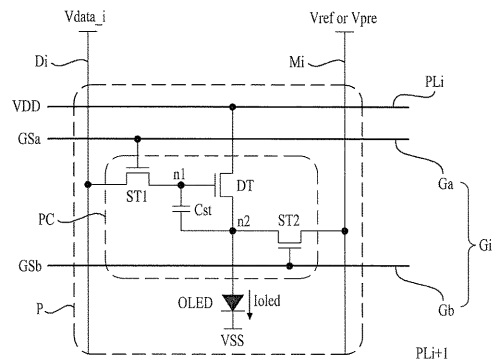 Vdata_i
Vref or Vpre
Di
Mi
PLi
VDD
GSa
n1
DT
ST1
Ga
PC
Cst
n2
ST2
Gi
GSb
P
OLED
Ioled
Gb
VSS
PLi+1